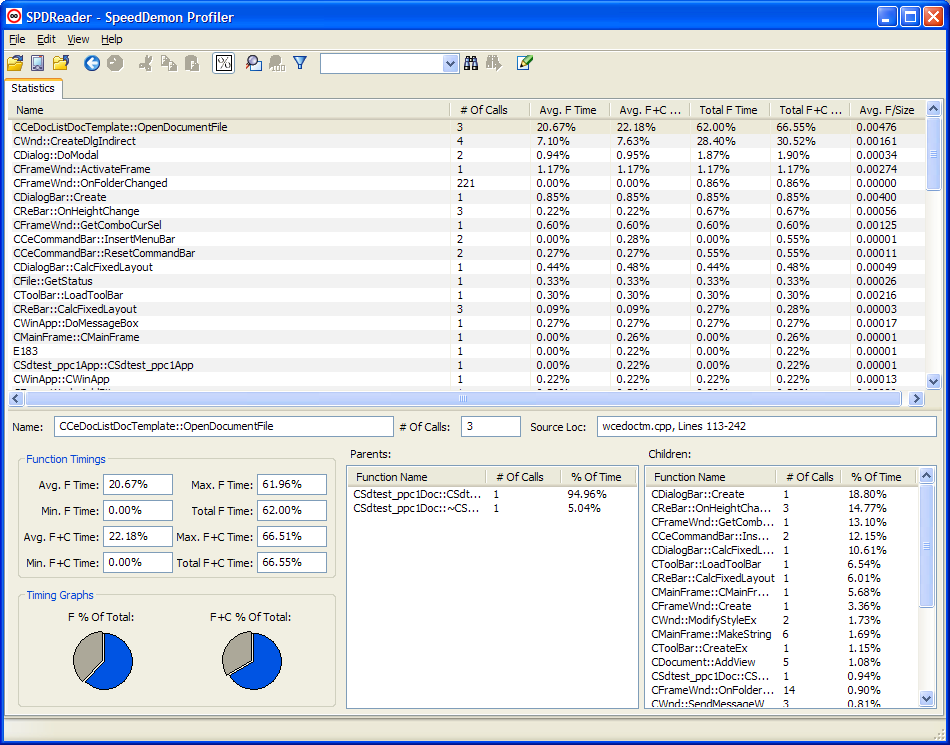 SPDReader - SpeedDemon Profiler
File Edit View Help
%
Statistics
Name # Of Calls Avg. F Time Avg. F+C ... Total F Time Total F+C ... Avg. F/Size
CCeDocListDocTemplate::OpenDocumentFile 3 20.67% 22.18% 62.00% 66.55% 0.00476
CWnd::CreateDlgIndirect 4 7.10% 7.63% 28.40% 30.52% 0.00161
CDialog::DoModal 2 0.94% 0.95% 1.87% 1.90% 0.00034
CFrameWnd::ActivateFrame 1 1.17% 1.17% 1.17% 1.17% 0.00274
CFrameWnd::OnFolderChanged 221 0.00% 0.00% 0.86% 0.86% 0.00000
CDialogBar::Create 1 0.85% 0.85% 0.85% 0.85% 0.00400
CReBar::OnHeightChange 3 0.22% 0.22% 0.67% 0.67% 0.00056
CFrameWnd::GetComboCurSel 1 0.60% 0.60% 0.60% 0.60% 0.00125
CCeCommandBar::InsertMenuBar 2 0.00% 0.28% 0.00% 0.55% 0.00001
CCeCommandBar::ResetCommandBar 2 0.27% 0.27% 0.55% 0.55% 0.00011
CDialogBar::CalcFixedLayout 1 0.44% 0.48% 0.44% 0.48% 0.00049
CFile::GetStatus 1 0.33% 0.33% 0.33% 0.33% 0.00026
CToolBar::LoadToolBar 1 0.30% 0.30% 0.30% 0.30% 0.00216
CReBar::CalcFixedLayout 3 0.09% 0.09% 0.27% 0.28% 0.00003
CWinApp::DoMessageBox 1 0.27% 0.27% 0.27% 0.27% 0.00017
CMainFrame::CMainFrame 1 0.00% 0.26% 0.00% 0.26% 0.00001
E183 1 0.00% 0.22% 0.00% 0.22% 0.00001
CSdtest_ppc1App::CSdtest_ppc1App 1 0.00% 0.22% 0.00% 0.22% 0.00001
CWinApp::CWinApp 1 0.22% 0.22% 0.22% 0.22% 0.00013
Name: CCeDocListDocTemplate::OpenDocumentFile # Of Calls: 3 Source Loc: wcedoctm.cpp, Lines 113-242
Function Timings
Avg. F Time: 20.67% Max. F Time: 61.96%
Min. F Time: 0.00% Total F Time: 62.00%
Avg. F+C Time: 22.18% Max. F+C Time: 66.51%
Min. F+C Time: 0.00% Total F+C Time: 66.55%
Timing Graphs
F % Of Total: F+C % Of Total:
Parents:
Function Name # Of Calls % Of Time
CSdtest_ppc1Doc::CSdt... 1 94.96%
CSdtest_ppc1Doc::~CS... 1 5.04%
Children:
Function Name # Of Calls % Of Time
CDialogBar::Create 1 18.80%
CReBar::OnHeightCha... 3 14.77%
CFrameWnd::GetComb... 1 13.10%
CCeCommandBar::Ins... 2 12.15%
CDialogBar::CalcFixedL... 1 10.61%
CToolBar::LoadToolBar 1 6.54%
CReBar::CalcFixedLayout 3 6.01%
CMainFrame::CMainFr... 1 5.68%
CFrameWnd::Create 1 3.36%
CWnd::ModifyStyleEx 2 1.73%
CMainFrame::MakeString 6 1.69%
CToolBar::CreateEx 1 1.15%
CDocument::AddView 5 1.08%
CSdtest_ppc1Doc::CS... 1 0.94%
CFrameWnd::OnFolder... 14 0.90%
CWnd::SendMessageW... 3 0.81%